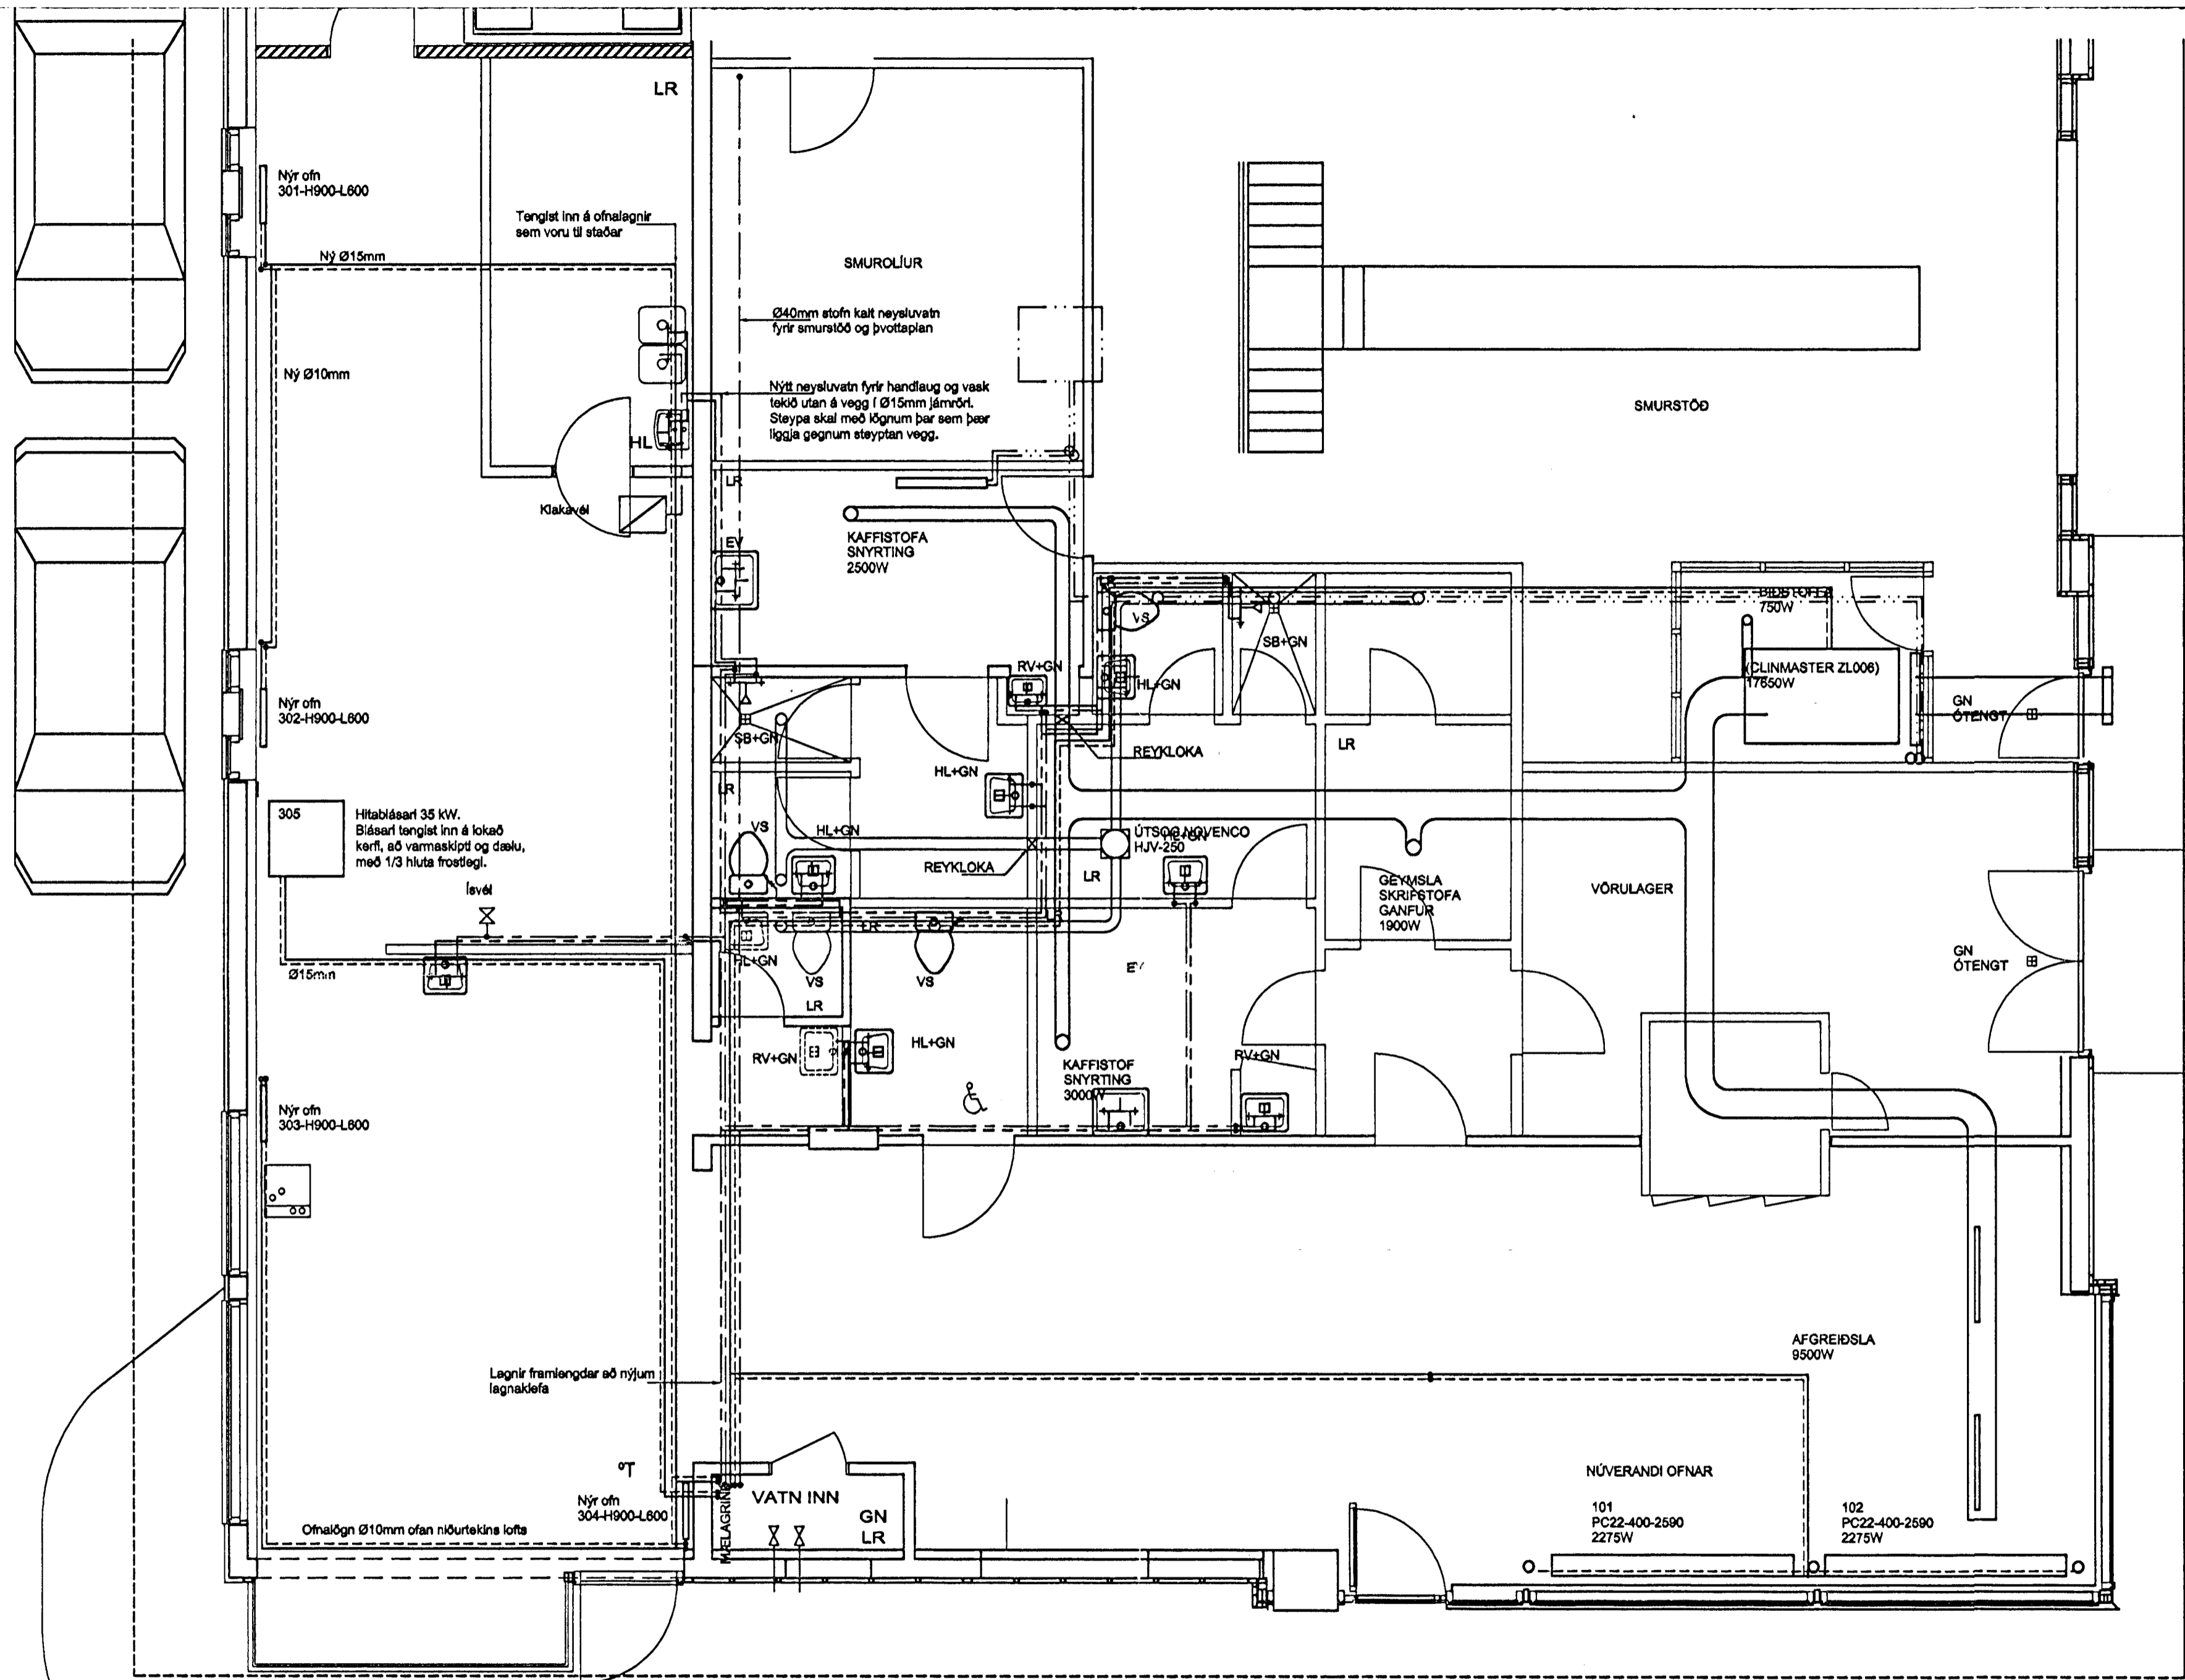 LR
Nýr ofn
301-H900-L600
Tengist inn á ofnalagnir
sem voru til staðar
Ný Ø15mm
SMUROLÍUR
Ø40mm stofn kalt neysluvatn
fyrir smurstöð og þvottaplan
Ný Ø10mm
Nýtt neysluvatn fyrir handlaug og vask
tekið utan á vegg í Ø15mm járnröri.
Steypa skal með lögnum þar sem þær
liggja gegnum steyptan vegg.
SMURSTÖÐ
HL
LR
Klakavél
EV
KAFFISTOFA
SNYRTING
2500W
750W
VS
SB+GN
RV+GN
HL+GN
(CLINMASTER ZL006)
17650W
Nýr ofn
302-H900-L600
GN
ÓTENGT
SB+GN
REYKLOKA
LR
HL+GN
LR
305
Hitablásari 35 kW.
Blásari tengist inn á lokað
kerfi, að varmaskipti og dælu,
með 1/3 hluta frostlegi.
VS
HL+GN
ÚTSOG NOVENCO
HJV-250
HL+GN
REYKLOKA
LR
GEYMSLA
SKRIFSTOFA
GANFUR
1900W
VÖRULAGER
Ísvél
LR
HL+GN
Ø15mm
VS
VS
EV
GN
ÓTENGT
LR
HL+GN
RV+GN
RV+GN
KAFFISTOF
SNYRTING
3000W
Nýr ofn
303-H900-L600
AFGREIÐSLA
9500W
Lagnir framlengdar að nýjum
lagnaklefa
NÚVERANDI OFNAR
°T
VATN INN
MÆLAGRIND
GN
LR
Nýr ofn
304-H900-L600
Ofnalögn Ø10mm ofan niðurtekins lofts
101
PC22-400-2590
2275W
102
PC22-400-2590
2275W